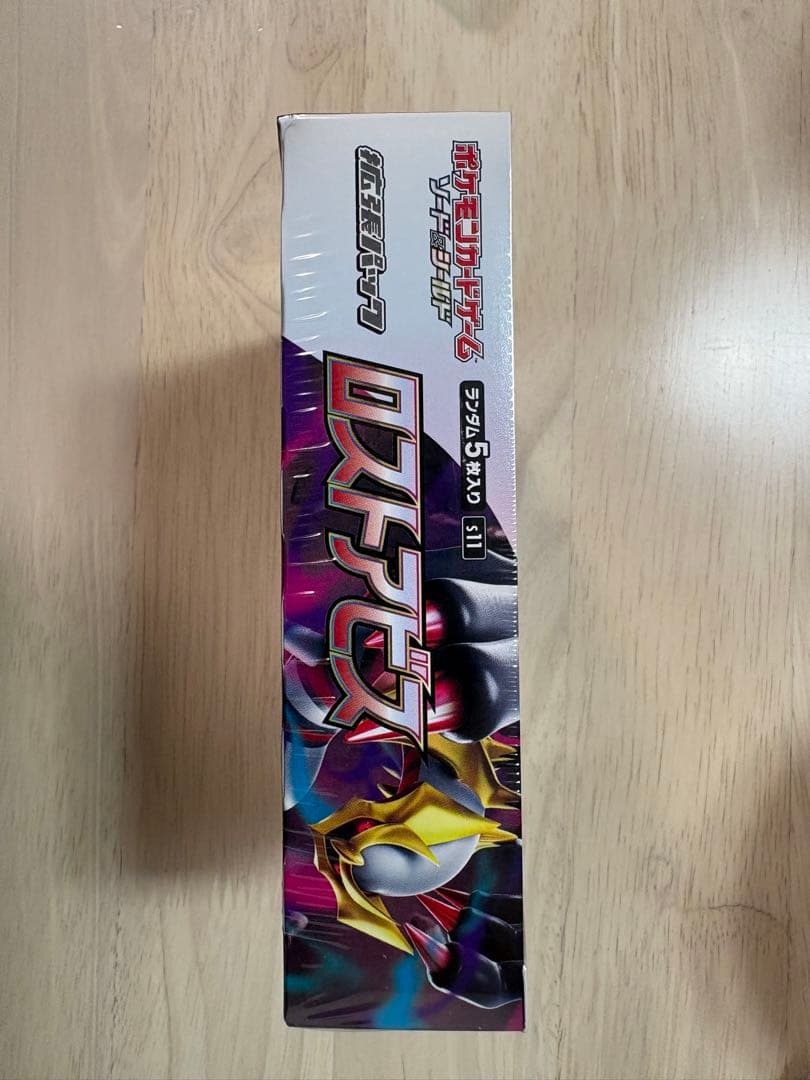 ポケモンカードゲーム
ソード&シールド
拡張パック
ランダム5枚入り
S11
ロストアビス